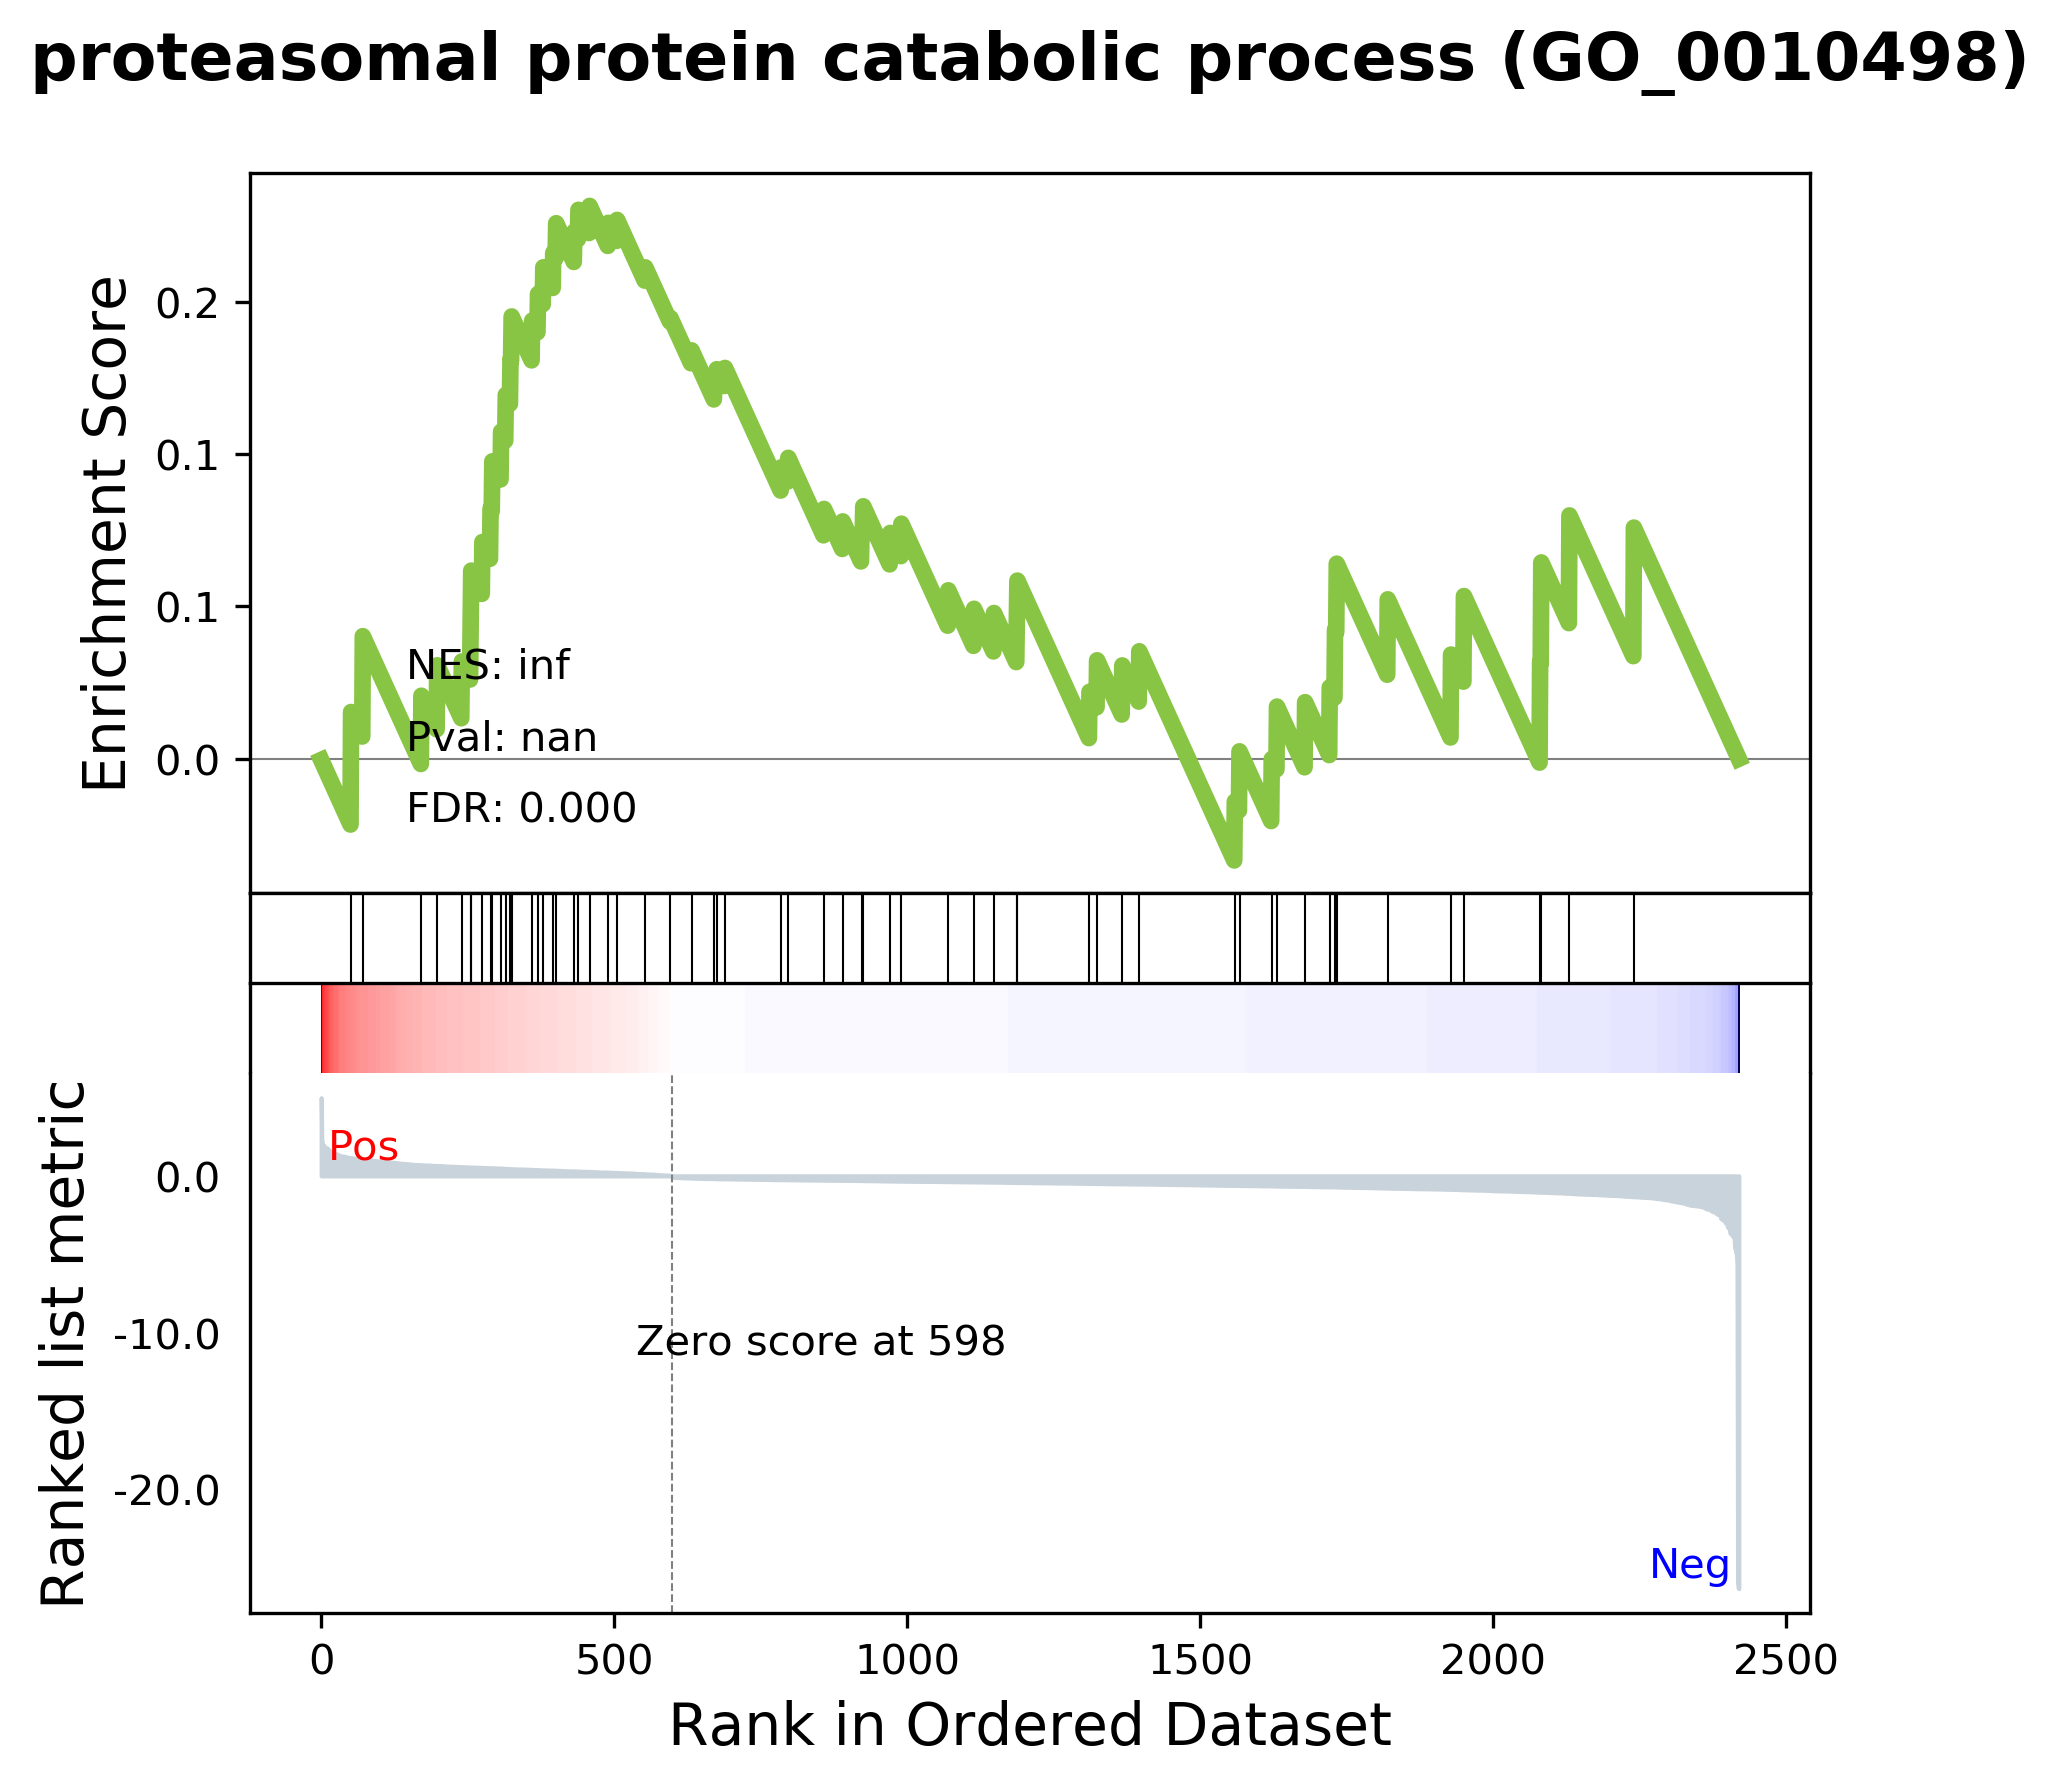 proteasomal protein catabolic process (GO_0010498)
Enrichment Score
0.2
0.1
0.1
0.0
NES: inf
Pval: nan
FDR: 0.000
Ranked list metric
Pos
0.0
-10.0
-20.0
Zero score at 598
Neg
0 500 1000 1500 2000 2500
Rank in Ordered Dataset